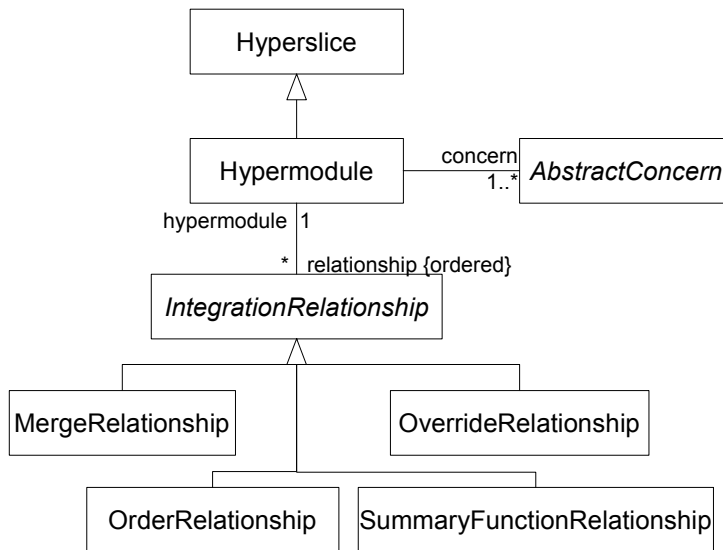 Hyperslice
Hypermodule
concern
1..*
AbstractConcern
hypermodule 1
* relationship {ordered}
IntegrationRelationship
MergeRelationship
OverrideRelationship
OrderRelationship
SummaryFunctionRelationship